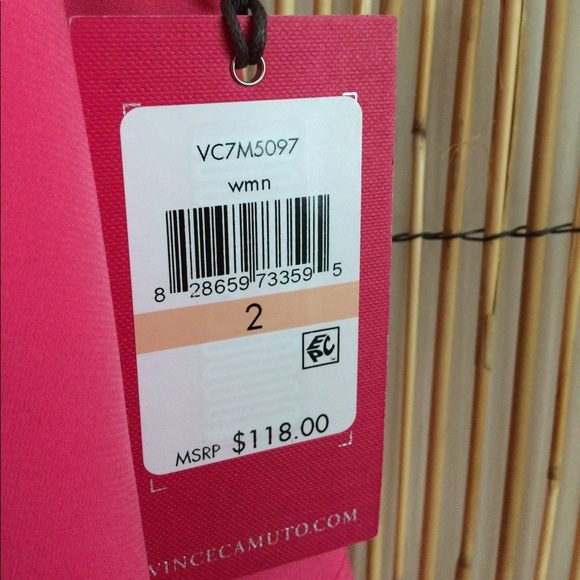 VC7M5097
wmn
8 28659 73359 5
2
EPC
MSRP $118.00
VINCECAMUTO.COM